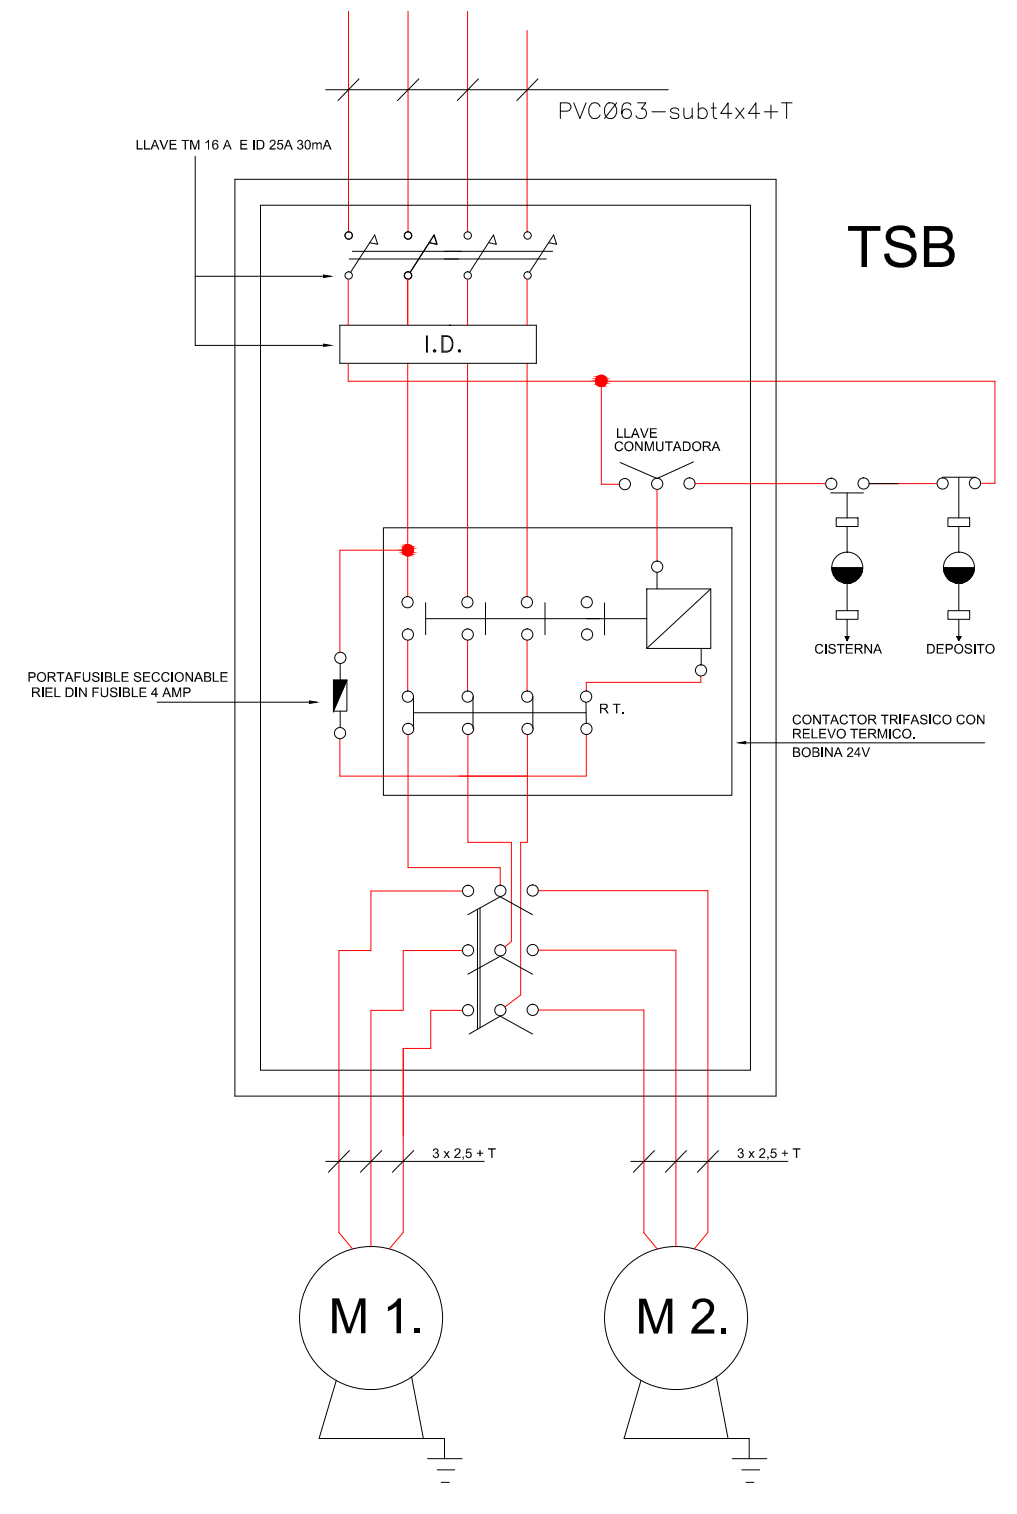 PVCØ63-subt4x4+T
LLAVE TM 16 A E ID 25A 30mA
TSB
I.D.
LLAVE
CONMUTADORA
CISTERNA
DEPOSITO
PORTAFUSIBLE SECCIONABLE
RIEL DIN FUSIBLE 4 AMP
R T.
CONTACTOR TRIFASICO CON
RELEVO TERMICO.
BOBINA 24V
3 x 2,5 + T
3 x 2,5 + T
M 1.
M 2.